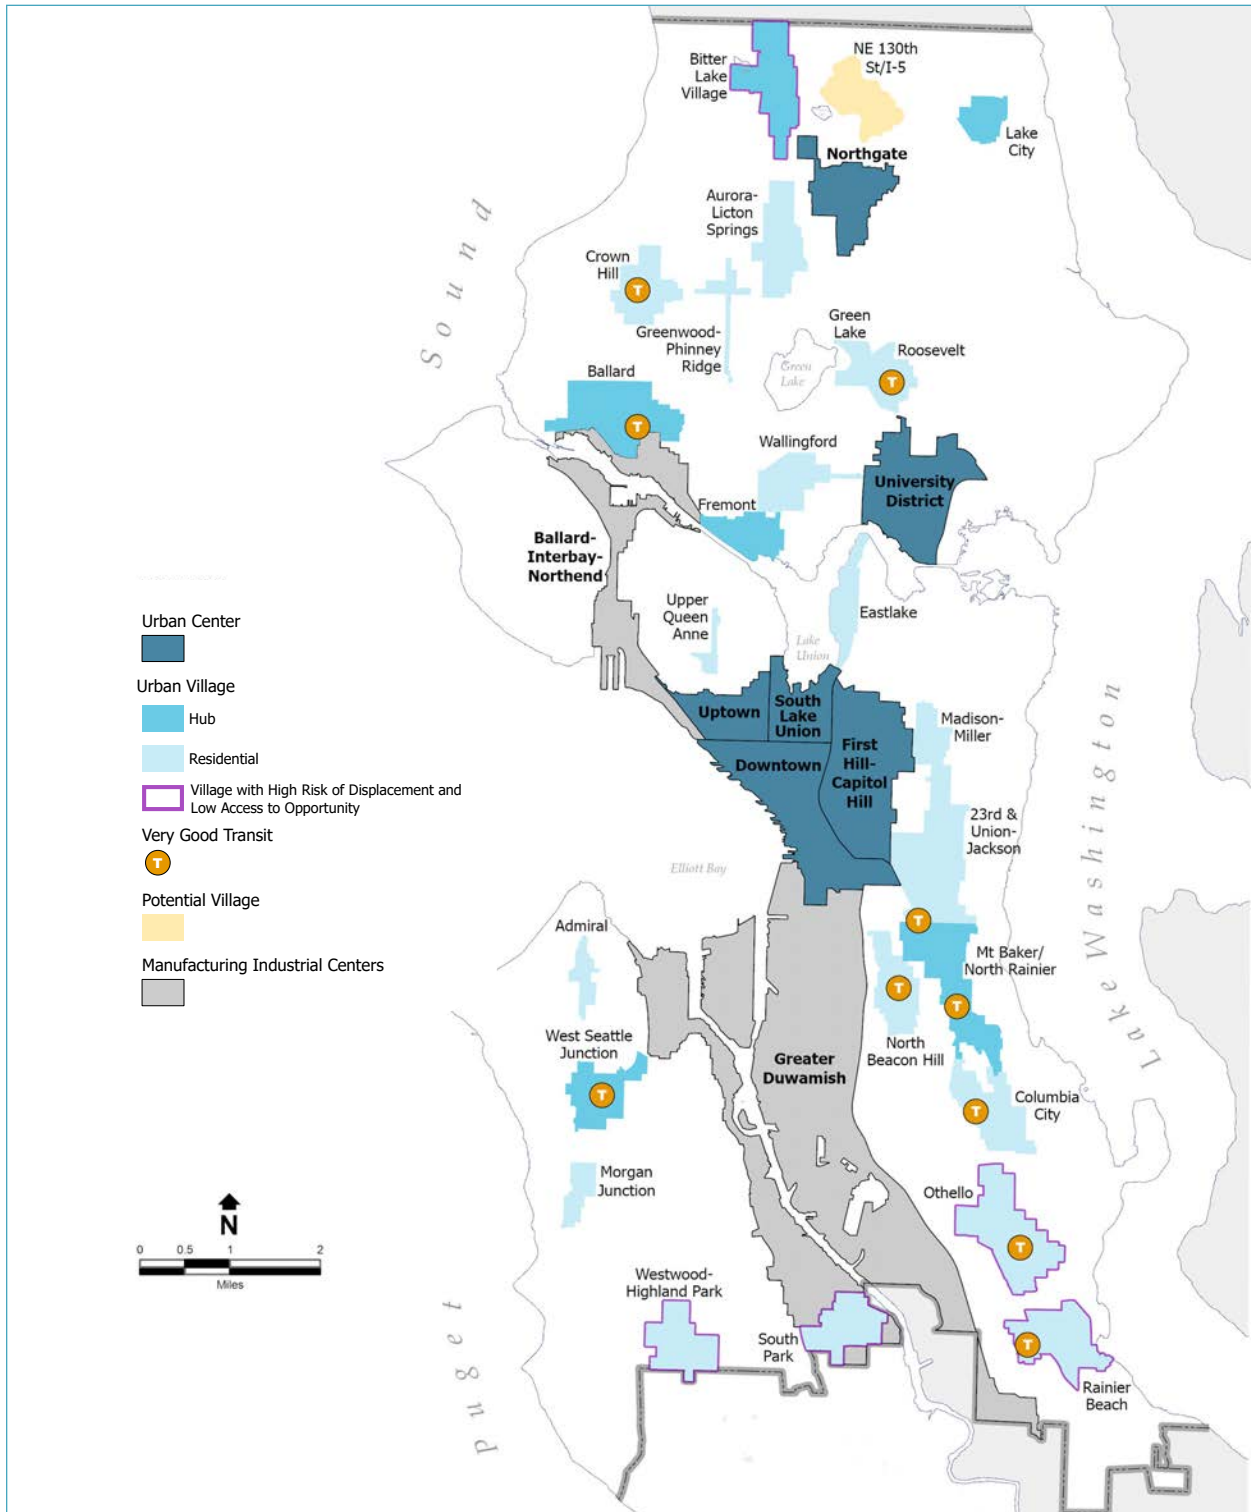 Bitter
Lake
Village
NE 130th
St/I-5
Lake
City
Northgate
Aurora-
Licton
Springs
Crown
Hill
T
Greenwood-
Phinney
Ridge
Green
Lake
Roosevelt
T
Green
Lake
Ballard
T
Wallingford
University
District
Fremont
Ballard-
Interbay-
Northend
Upper
Queen
Anne
Eastlake
Lake
Union
Uptown
South
Lake
Union
Downtown
First
Hill-
Capitol
Hill
Madison-
Miller
23rd &
Union-
Jackson
Elliott Bay
Admiral
T
Mt Baker/
North Rainier
T
T
North
Beacon Hill
West Seattle
Junction
T
Greater
Duwamish
Columbia
City
T
Morgan
Junction
Othello
T
Westwood-
Highland Park
South
Park
T
Rainier
Beach
Puget
Sound
Lake Washington
Urban Center
Urban Village
Hub
Residential
Village with High Risk of Displacement and
Low Access to Opportunity
Very Good Transit
T
Potential Village
Manufacturing Industrial Centers
N
0 0.5 1 2
Miles